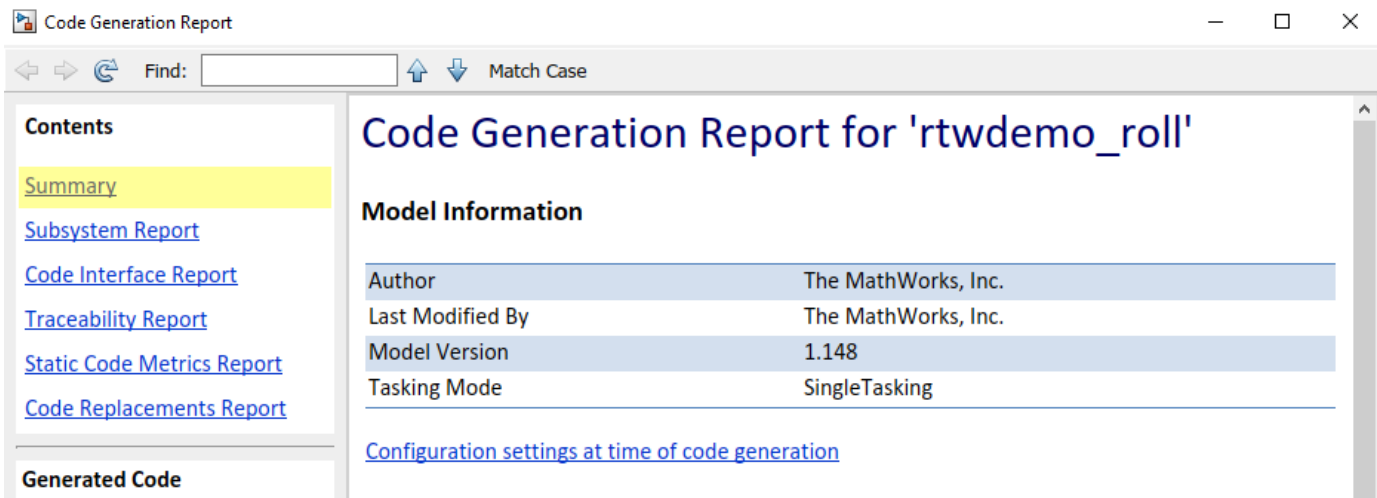 Code Generation Report
Find:
Match Case
Contents
Summary
Subsystem Report
Code Interface Report
Traceability Report
Static Code Metrics Report
Code Replacements Report
Generated Code
Code Generation Report for 'rtwdemo_roll'
Model Information
Author The MathWorks, Inc.
Last Modified By The MathWorks, Inc.
Model Version 1.148
Tasking Mode SingleTasking
Configuration settings at time of code generation